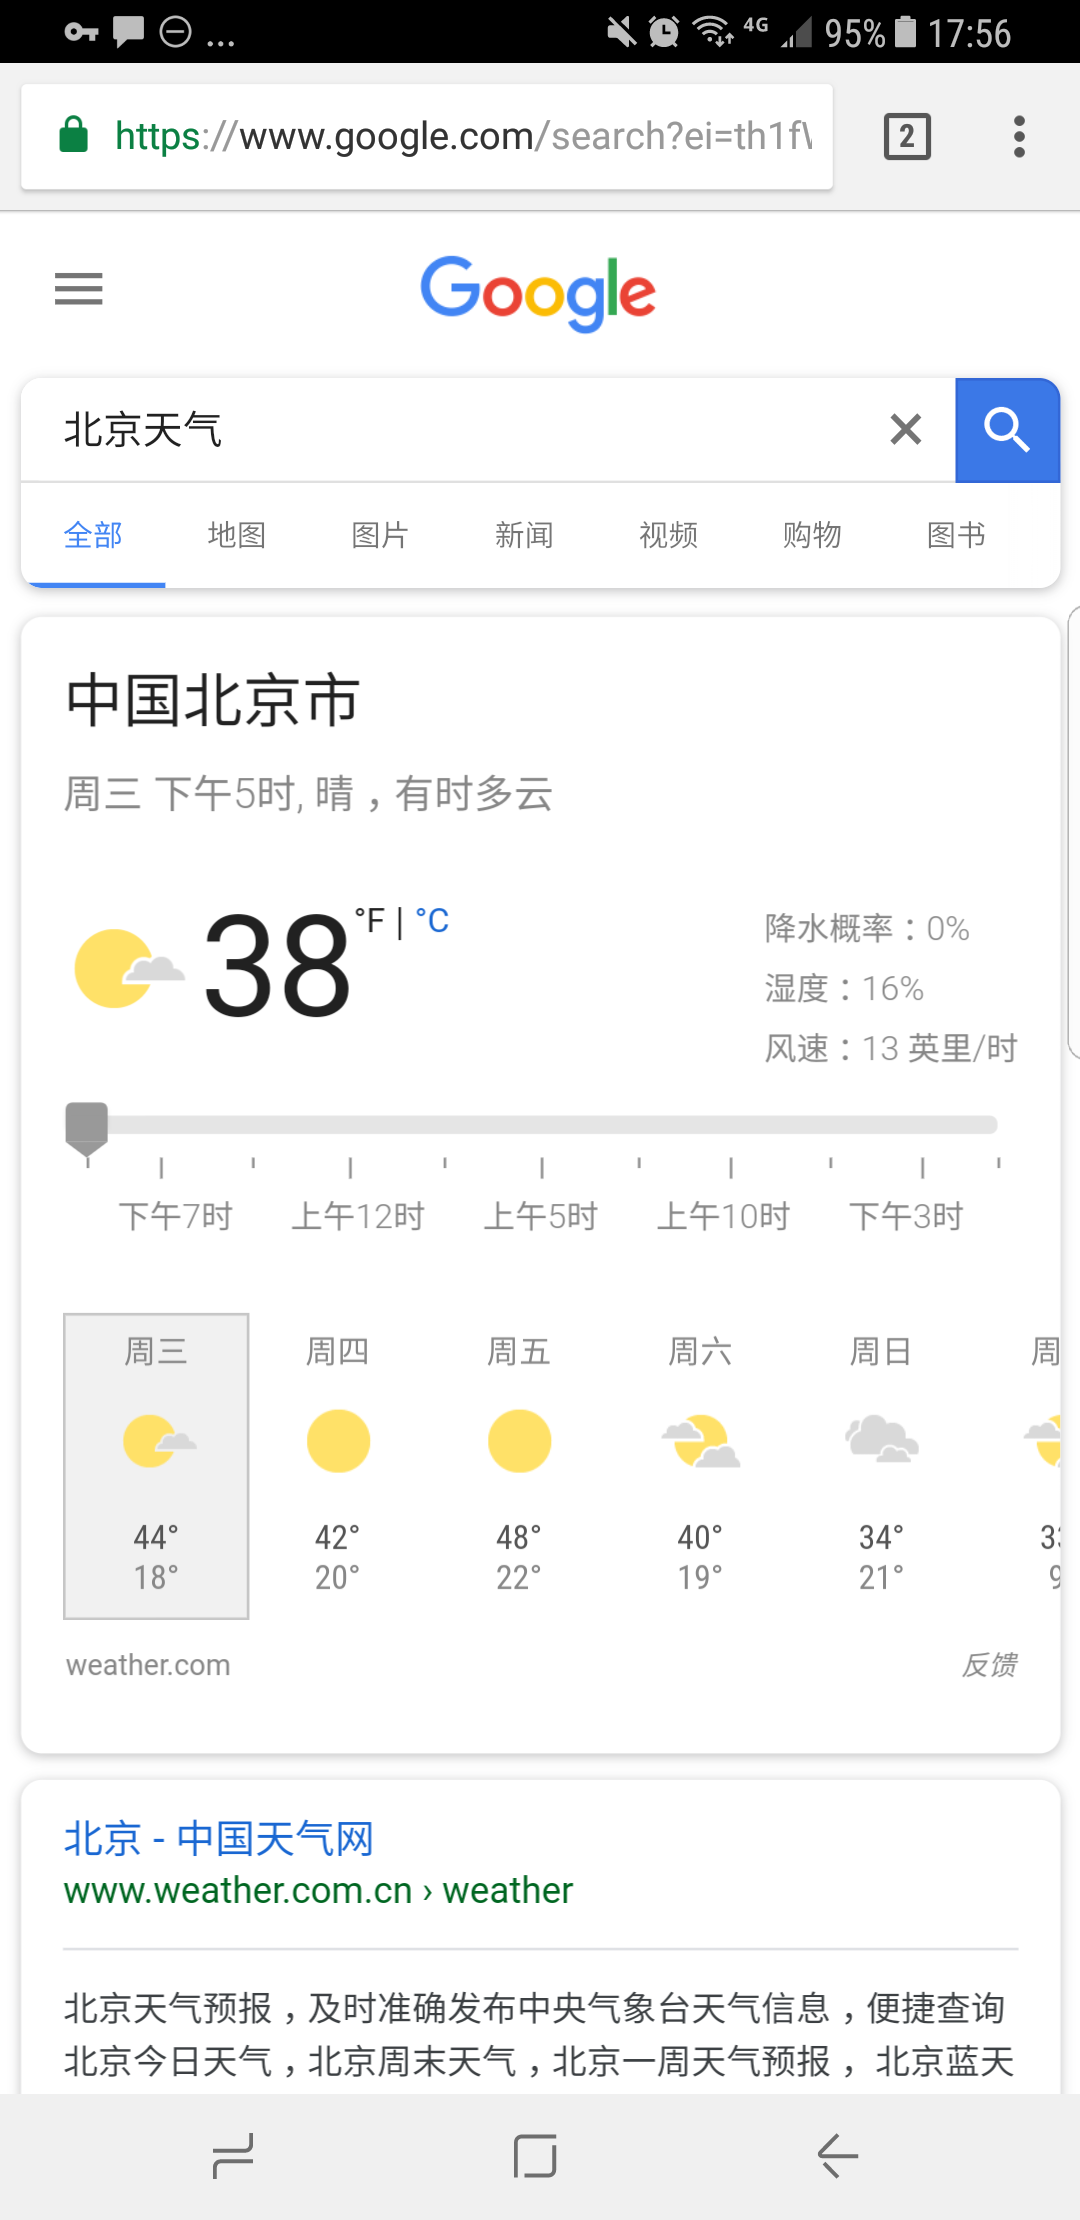 ... 4G 95% 17:56
https://www.google.com/search?ei=th1f 2
Google
北京天气
全部 地图 图片 新闻 视频 购物 图书
中国北京市
周三 下午5时, 晴，有时多云
38 °F | °C
降水概率：0%
湿度：16%
风速：13 英里/时
下午7时 上午12时 上午5时 上午10时 下午3时
周三 周四 周五 周六 周日 周
44° 42° 48° 40° 34°
18° 20° 22° 19° 21°
weather.com 反馈
北京 - 中国天气网
www.weather.com.cn › weather
北京天气预报，及时准确发布中央气象台天气信息，便捷查询
北京今日天气，北京周末天气，北京一周天气预报，北京蓝天